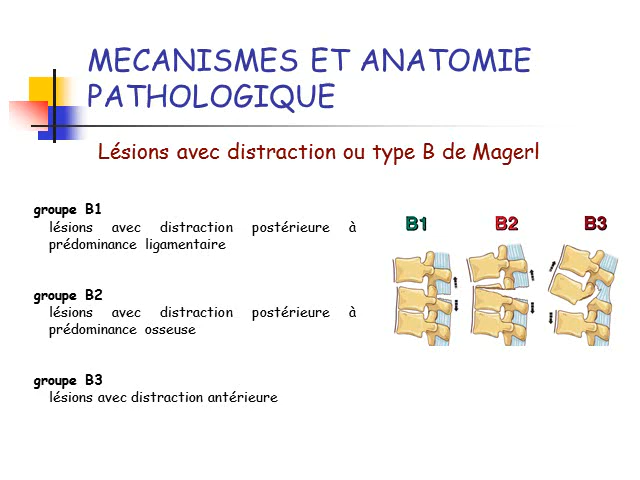 MECANISMES ET ANATOMIE
PATHOLOGIQUE
Lésions avec distraction ou type B de Magerl
groupe B1
lésions avec distraction postérieure à
prédominance ligamentaire
groupe B2
lésions avec distraction postérieure à
prédominance osseuse
groupe B3
lésions avec distraction antérieure
B1 B2 B3